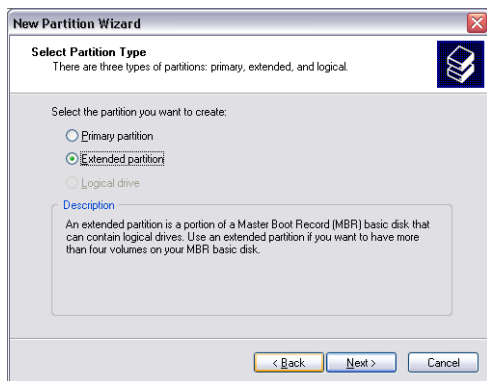 New Partition Wizard
Select Partition Type
There are three types of partitions: primary, extended, and logical.
Select the partition you want to create:
Primary partition
Extended partition
Logical drive
Description
An extended partition is a portion of a Master Boot Record (MBR) basic disk that
can contain logical drives. Use an extended partition if you want to have more
than four volumes on your MBR basic disk.
< Back Next > Cancel